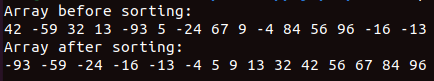 Array before sorting:
42 -59 32 13 -93 5 -24 67 9 -4 84 56 96 -16 -13
Array after sorting:
-93 -59 -24 -16 -13 -4 5 9 13 32 42 56 67 84 96